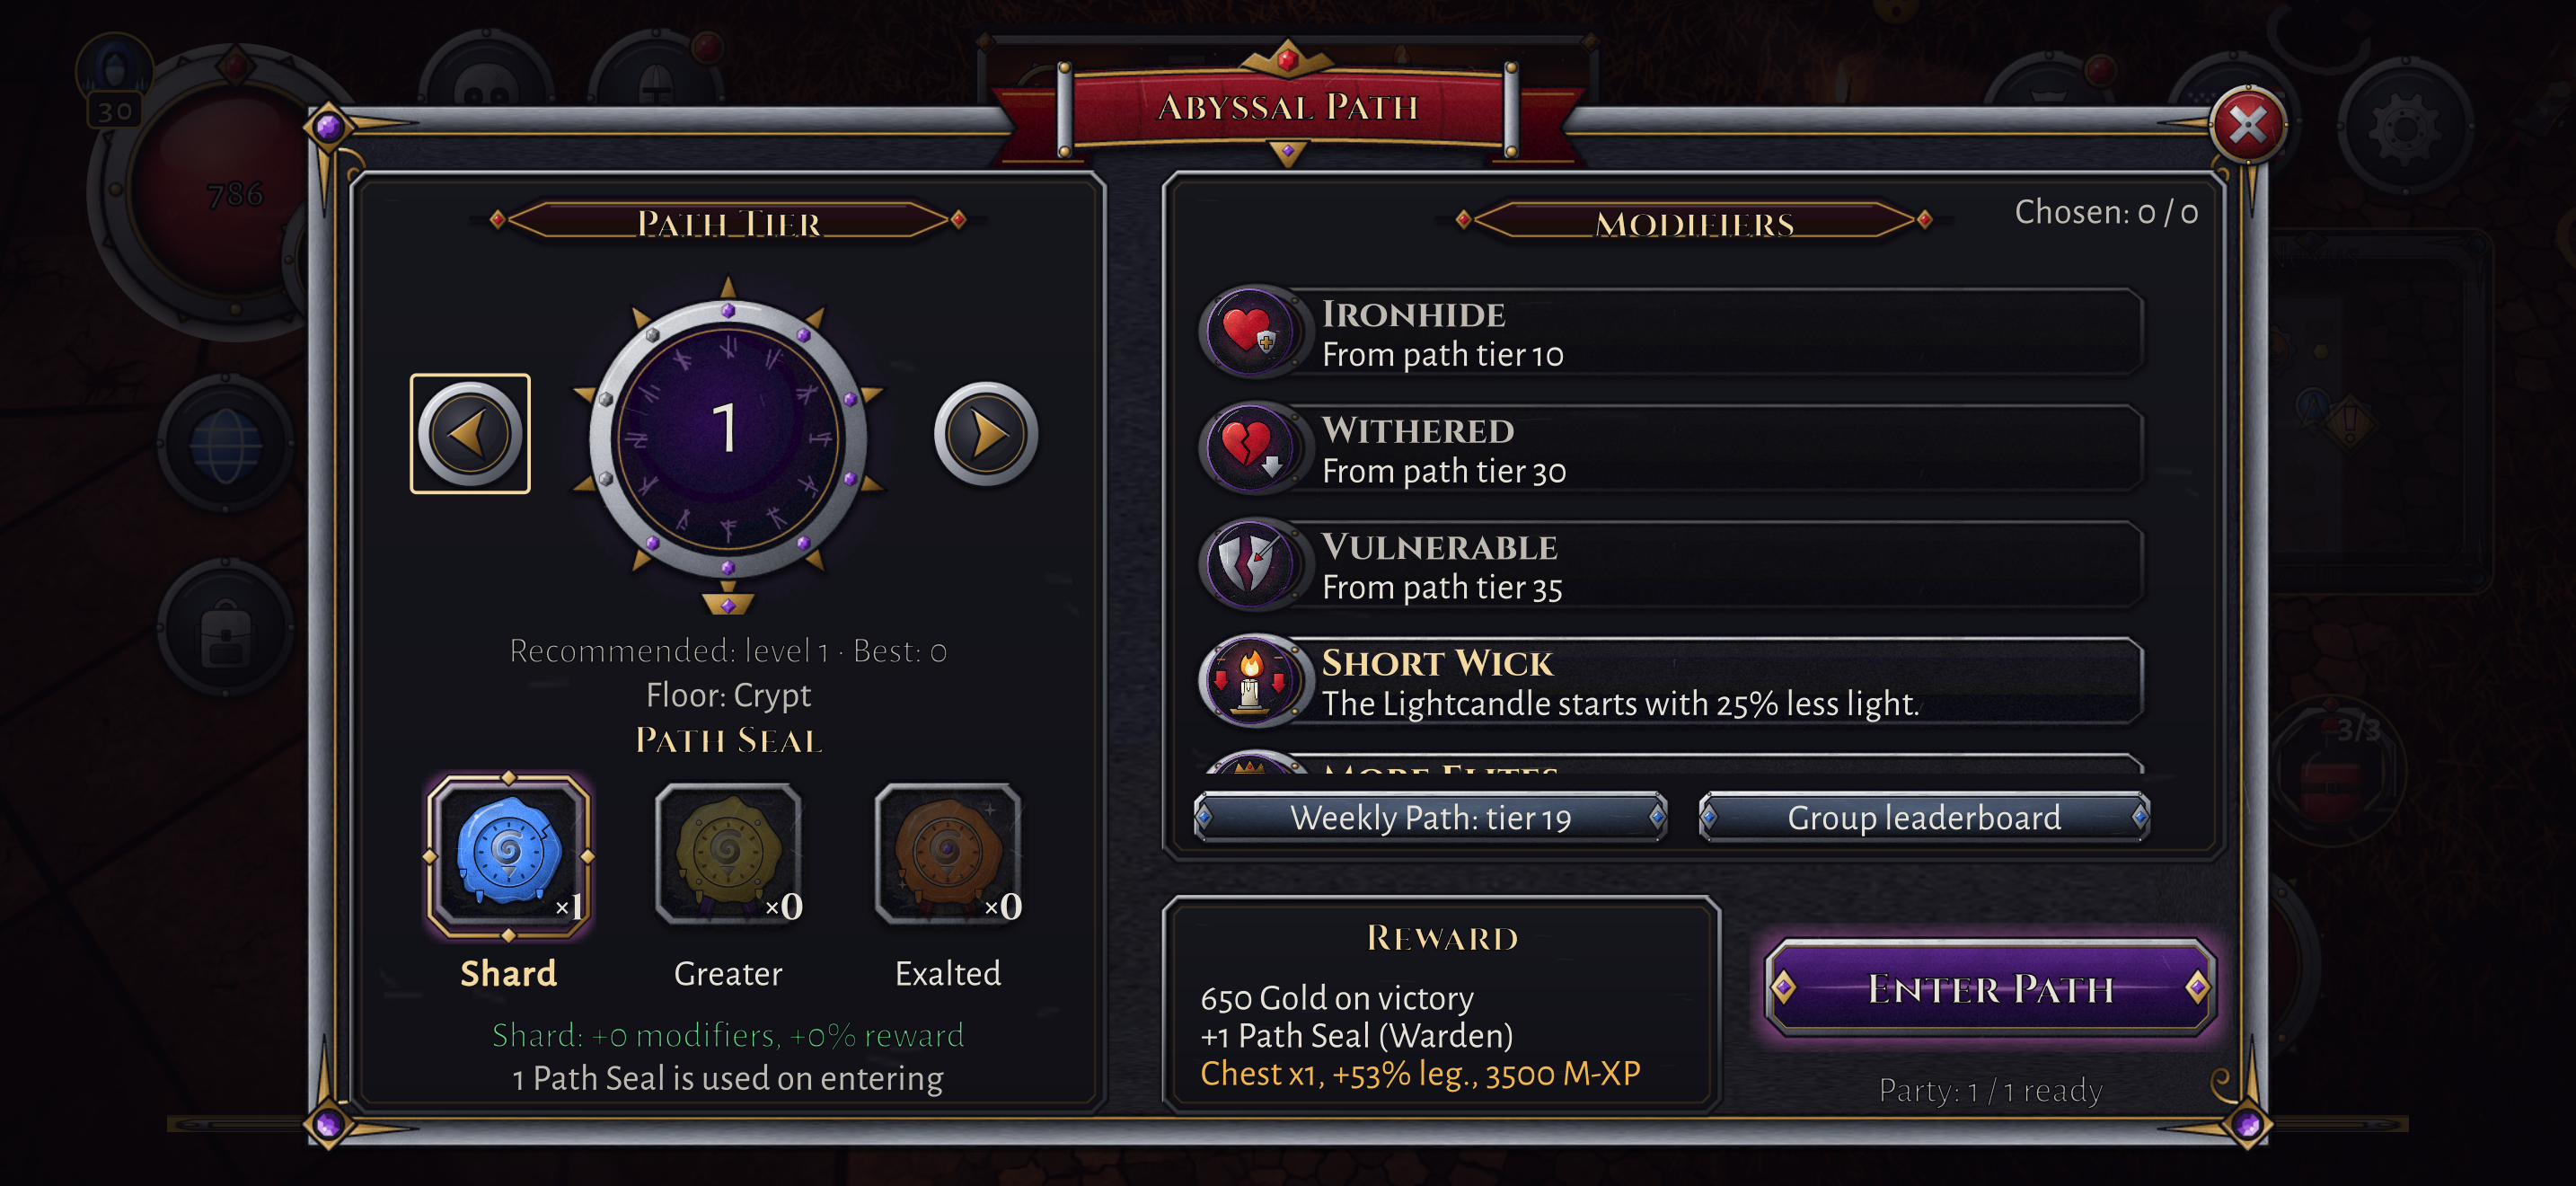 Abyssal Path
30
786
Path Tier
1
Recommended: level 1 · Best: 0
Floor: Crypt
Path Seal
×1
×0
×0
Shard
Greater
Exalted
Shard: +0 modifiers, +0% reward
1 Path Seal is used on entering
Modifiers
Chosen: 0 / 0
Ironhide
From path tier 10
Withered
From path tier 30
Vulnerable
From path tier 35
Short Wick
The Lightcandle starts with 25% less light.
More Elites
Weekly Path: tier 19
Group leaderboard
3/3
Reward
650 Gold on victory
+1 Path Seal (Warden)
Chest x1, +53% leg., 3500 M-XP
Enter Path
Party: 1 / 1 ready